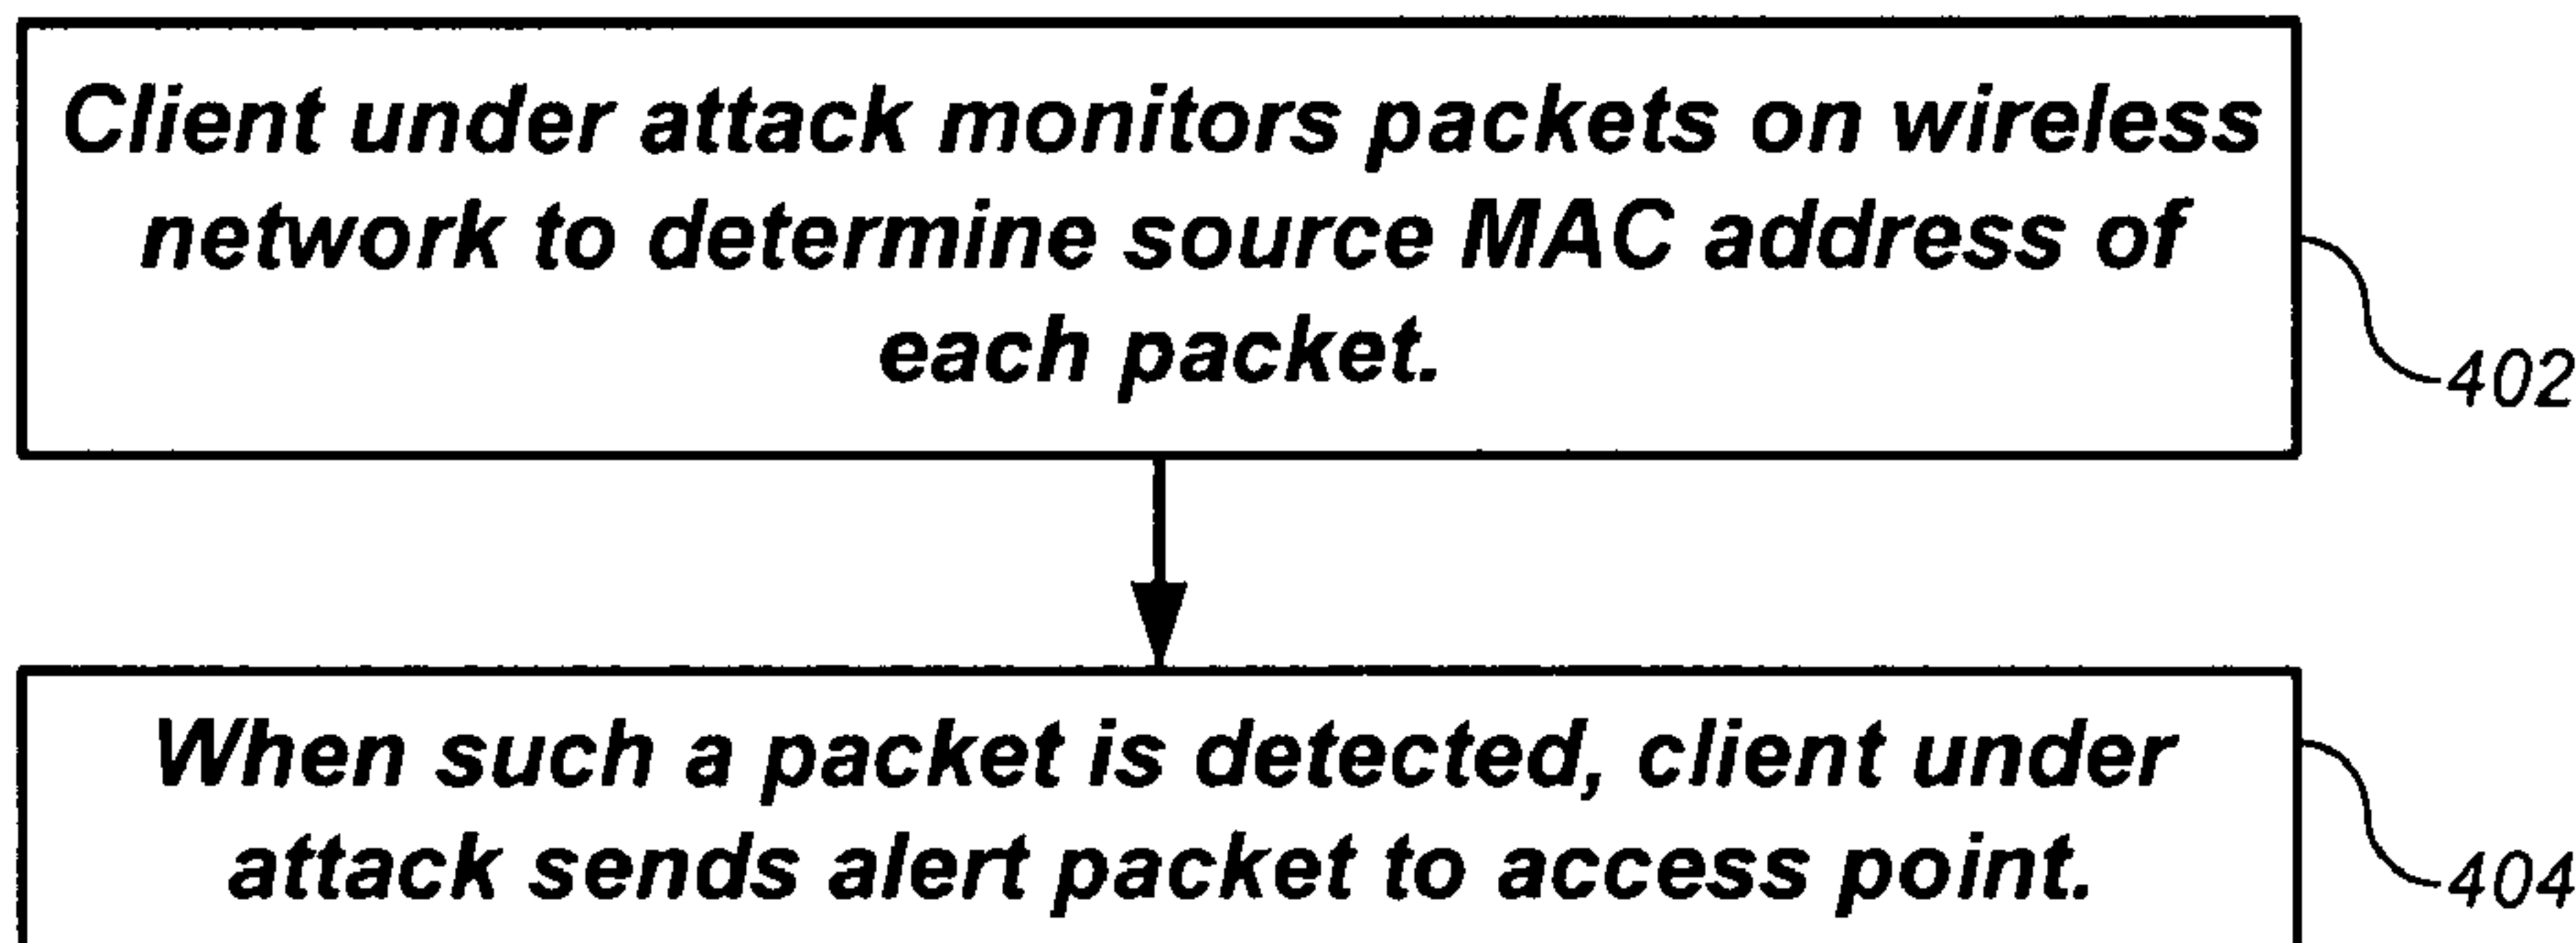 Client under attack monitors packets on wireless
network to determine source MAC address of
each packet.
402
When such a packet is detected, client under
attack sends alert packet to access point.
404